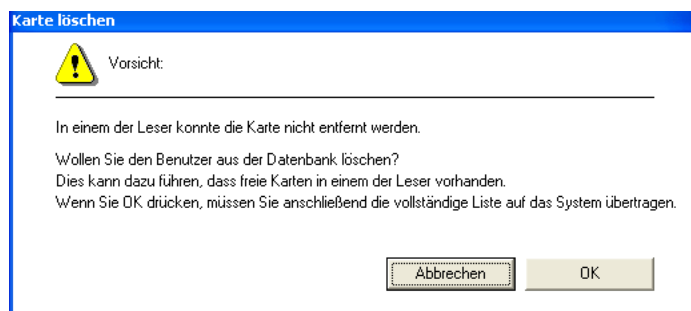 Karte löschen
Vorsicht:
In einem der Leser konnte die Karte nicht entfernt werden.
Wollen Sie den Benutzer aus der Datenbank löschen?
Dies kann dazu führen, dass freie Karten in einem der Leser vorhanden.
Wenn Sie OK drücken, müssen Sie anschließend die vollständige Liste auf das System übertragen.
Abbrechen
OK